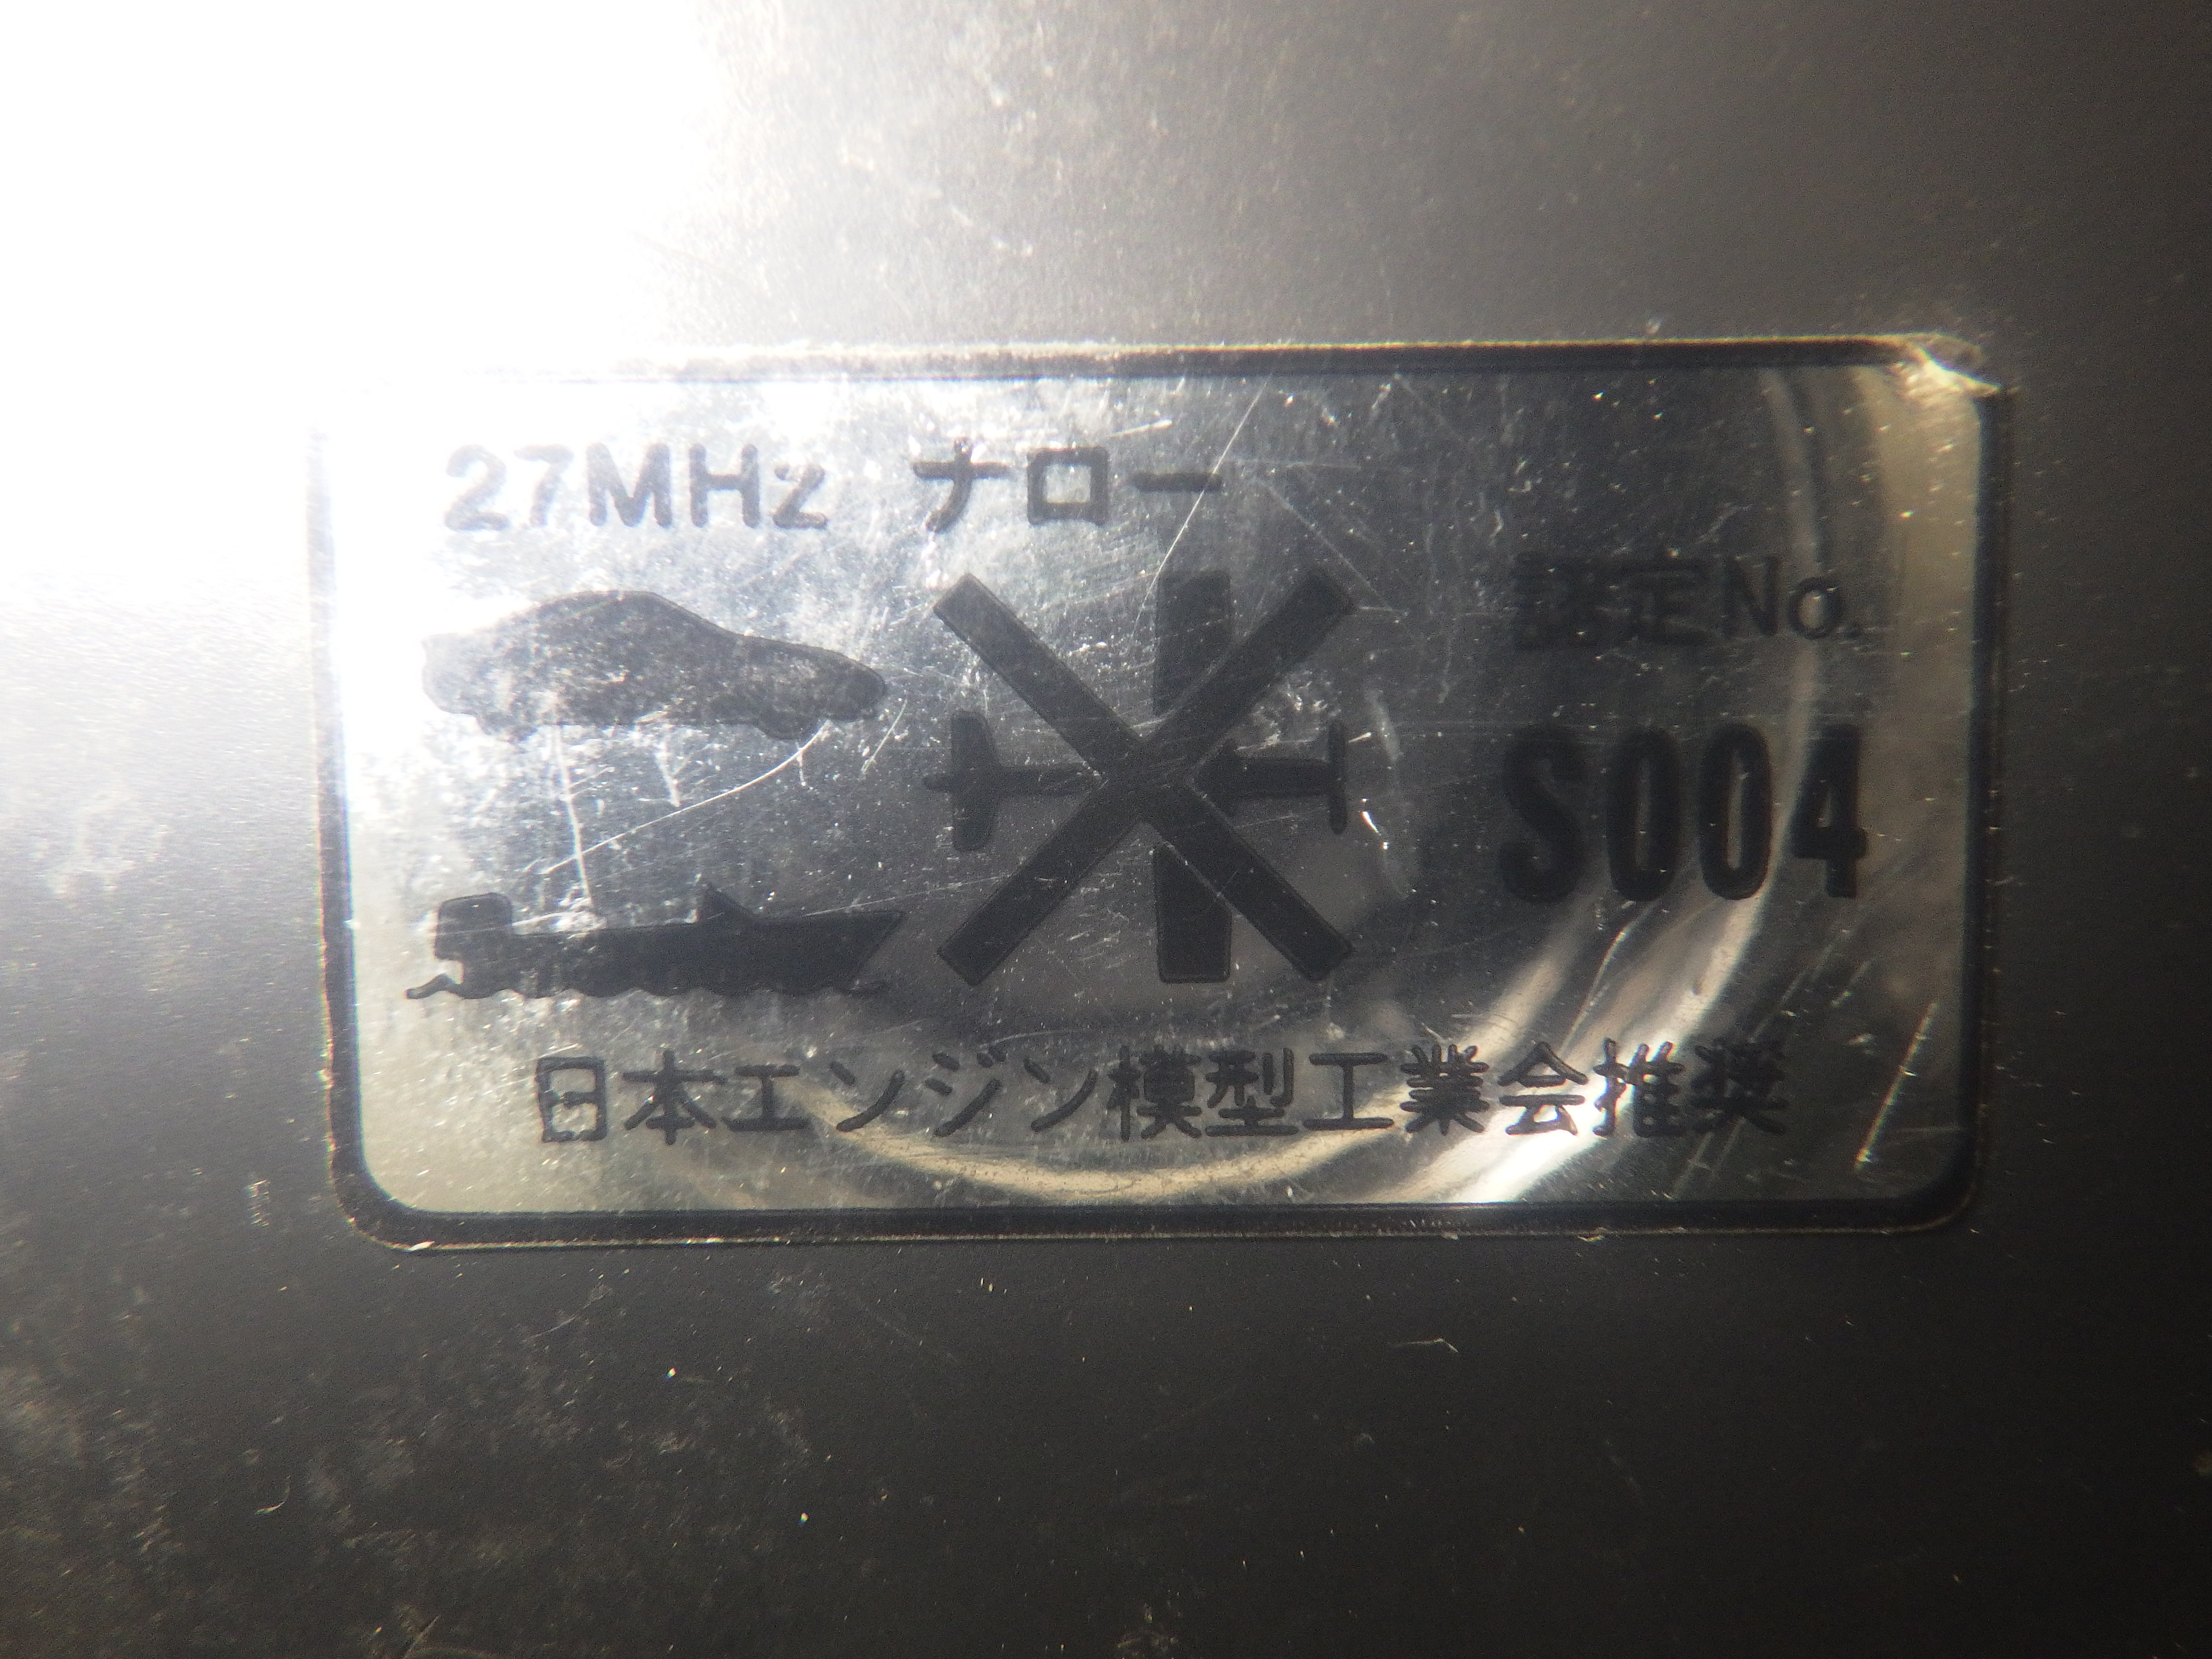 27MHz ナロー
認定No.
S004
日本エンジン模型工業会推奨